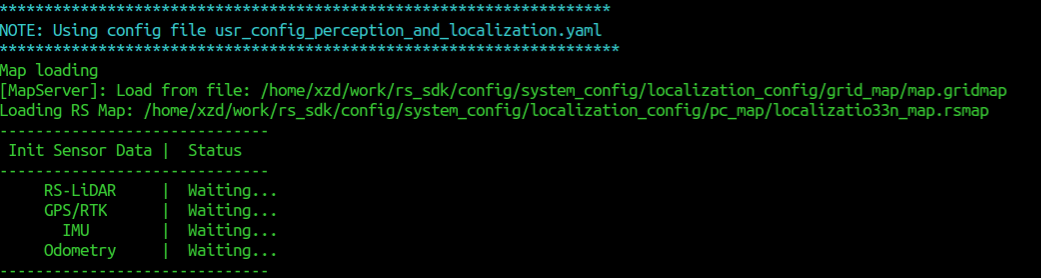 ********************************************************************
NOTE: Using config file usr_config_perception_and_localization.yaml
*********************************************************************
Map loading
[MapServer]: Load from file: /home/xzd/work/rs_sdk/config/system_config/localization_config/grid_map/map.gridmap
Loading RS Map: /home/xzd/work/rs_sdk/config/system_config/localization_config/pc_map/localizatio33n_map.rsmap
------------------------------
Init Sensor Data | Status
------------------------------
RS-LiDAR | Waiting...
GPS/RTK | Waiting...
IMU | Waiting...
Odometry | Waiting...
------------------------------